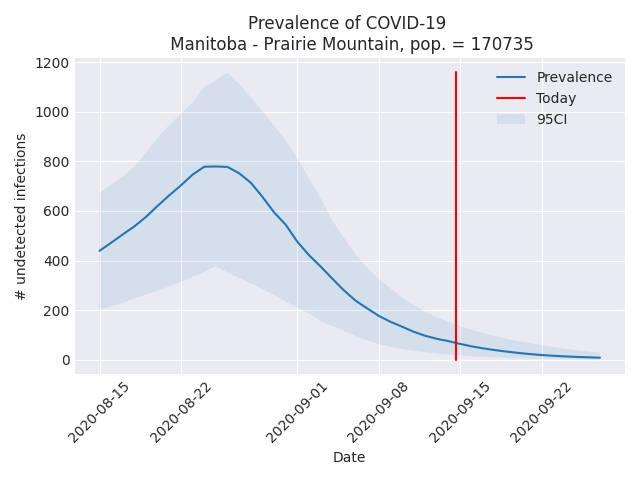 Prevalence of COVID-19
Manitoba - Prairie Mountain, pop. = 170735
1200
1000
800
600
400
200
0
# undetected infections
Prevalence
Today
95CI
2020-08-15
2020-08-22
2020-09-01
2020-09-08
2020-09-15
2020-09-22
Date